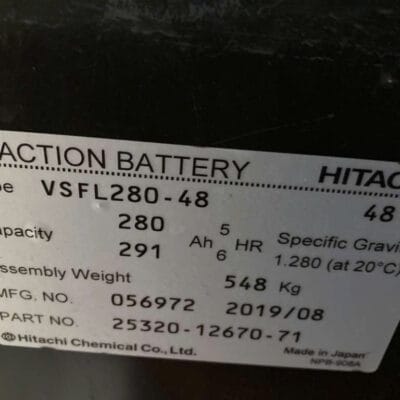 ACTION BATTERY HITAC
pe VSFL280-48 48
apacity 280 Ah 5 HR Specific Gravi
291 6 1.280 (at 20°C)
ssembly Weight 548 Kg
MFG. NO. 056972 2019/08
PART NO. 25320-12670-71
Hitachi Chemical Co., Ltd. Made in Japan
NPB-908A